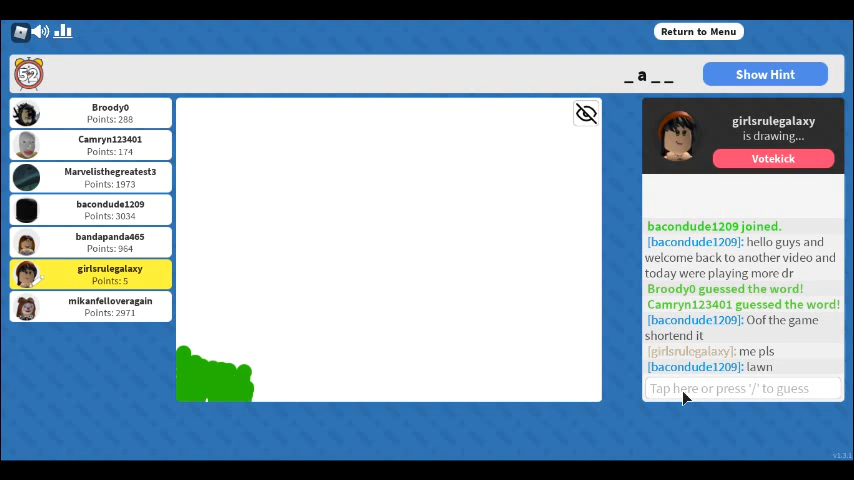 Return to Menu
52
_ a _ _
Show Hint
Broody0
Points: 288
Camryn123401
Points: 174
Marvelisthegreatest3
Points: 1973
bacondude1209
Points: 3034
bandapanda465
Points: 964
girlsrulegalaxy
Points: 5
mikanfelloveragain
Points: 2971
girlsrulegalaxy
is drawing...
Votekick
bacondude1209 joined.
[bacondude1209]: hello guys and
welcome back to another video and
today were playing more dr
Broody0 guessed the word!
Camryn123401 guessed the word!
[bacondude1209]: Oof the game
shortend it
[girlsrulegalaxy]: me pls
[bacondude1209]: lawn
Tap here or press '/' to guess
v1.3.1